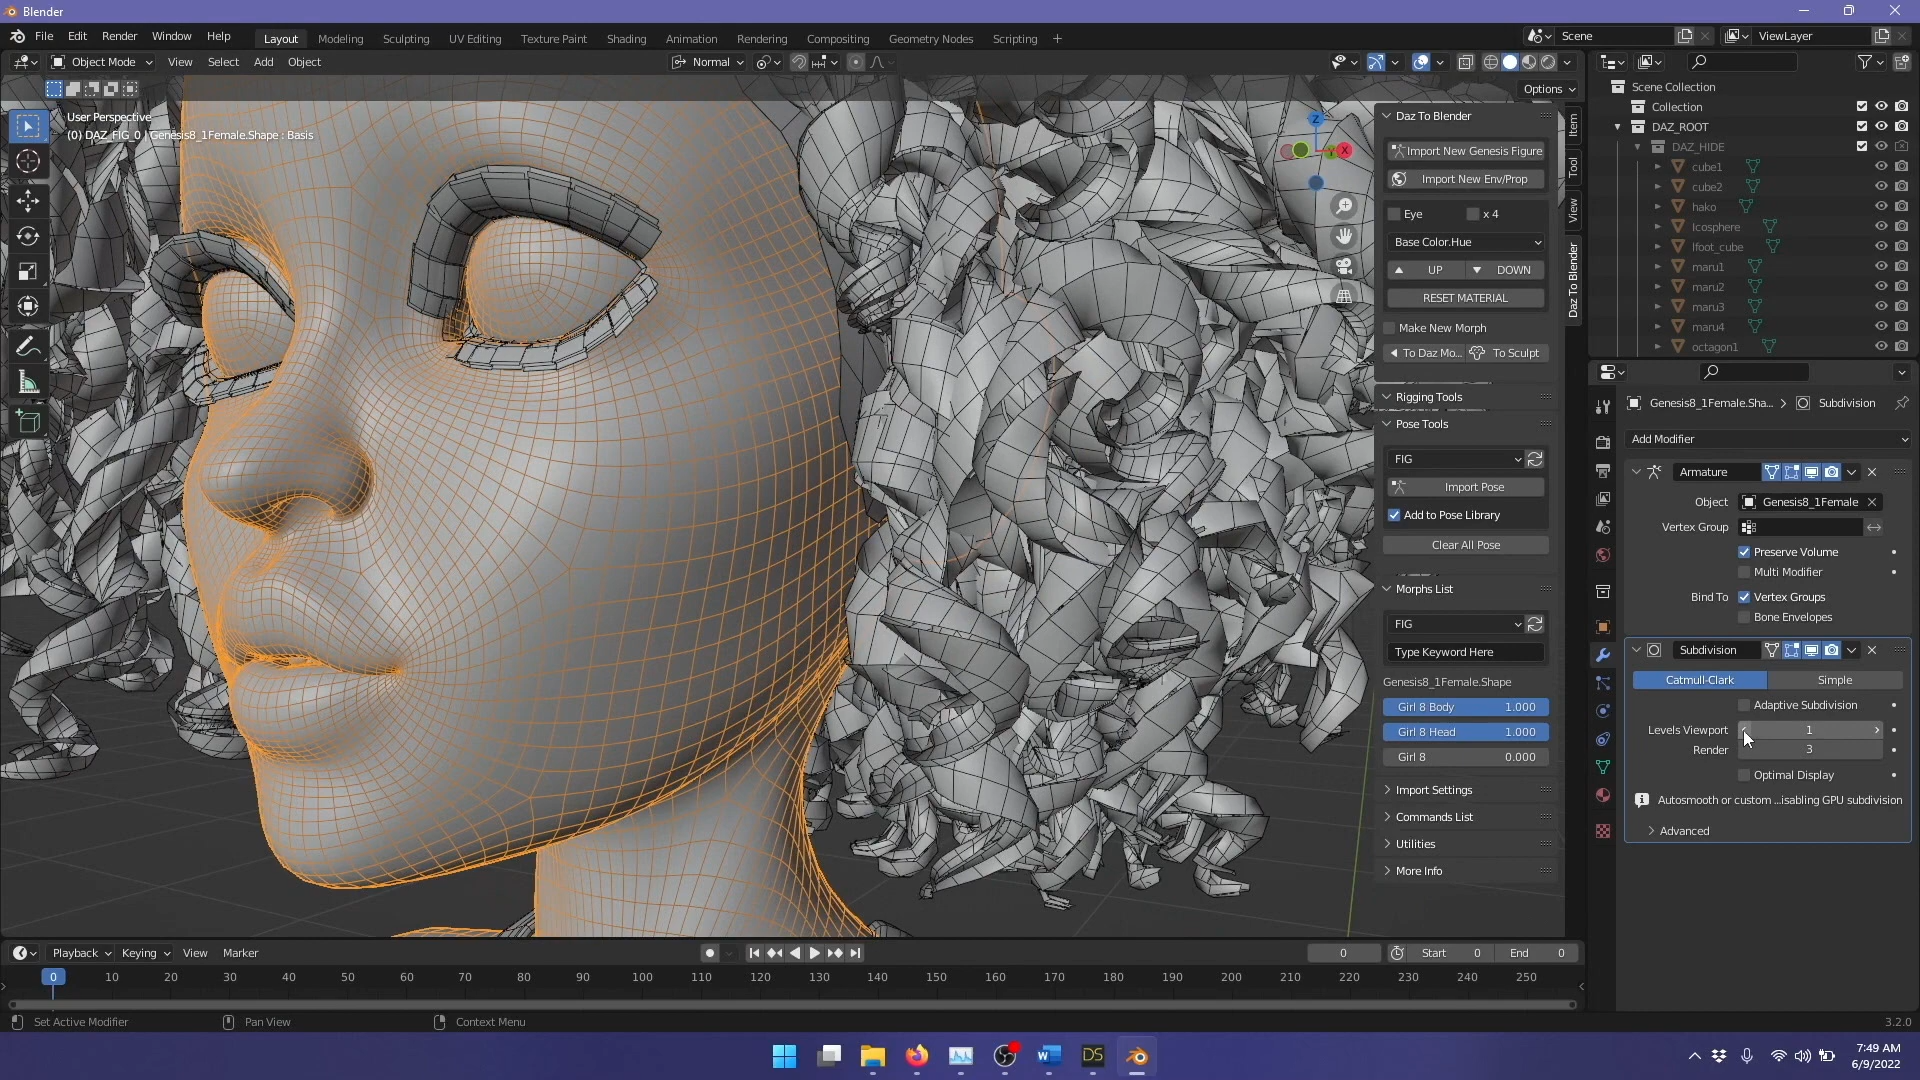 Blender
File Edit Render Window Help
Layout Modeling Sculpting UV Editing Texture Paint Shading Animation Rendering Compositing Geometry Nodes Scripting +
Scene
ViewLayer
Object Mode View Select Add Object
Normal
Options
User Perspective
(0) DAZ_FIG_0 | Genesis8_1Female.Shape : Basis
Z
X
Item
Tool
View
Daz To Blender
Daz To Blender
Import New Genesis Figure
Import New Env/Prop
Eye x 4
Base Color.Hue
UP DOWN
RESET MATERIAL
Make New Morph
To Daz Mo... To Sculpt
Rigging Tools
Pose Tools
FIG
Import Pose
Add to Pose Library
Clear All Pose
Morphs List
FIG
Type Keyword Here
Genesis8_1Female.Shape
Girl 8 Body 1.000
Girl 8 Head 1.000
Girl 8 0.000
Import Settings
Commands List
Utilities
More Info
Scene Collection
Collection
DAZ_ROOT
DAZ_HIDE
cube1
cube2
hako
Icosphere
lfoot_cube
maru1
maru2
maru3
maru4
octagon1
Genesis8_1Female.Sha... Subdivision
Add Modifier
Armature
Object Genesis8_1Female
Vertex Group
Preserve Volume
Multi Modifier
Bind To Vertex Groups
Bone Envelopes
Subdivision
Catmull-Clark Simple
Adaptive Subdivision
Levels Viewport 1
Render 3
Optimal Display
Autosmooth or custom ...isabling GPU subdivision
Advanced
Playback Keying View Marker
0 Start 0 End 0
0 10 20 30 40 50 60 70 80 90 100 110 120 130 140 150 160 170 180 190 200 210 220 230 240 250
Set Active Modifier Pan View Context Menu
3.2.0
W DS
7:49 AM
6/9/2022